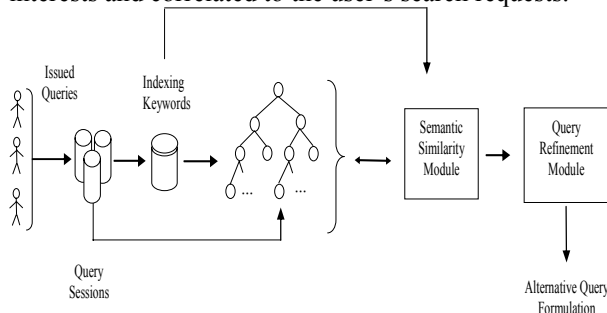 interests and correlated to the user's search requests.
Issued
Queries
Indexing
Keywords
Semantic
Similarity
Module
Query
Refinement
Module
... ...
Query
Sessions
Alternative Query
Formulation